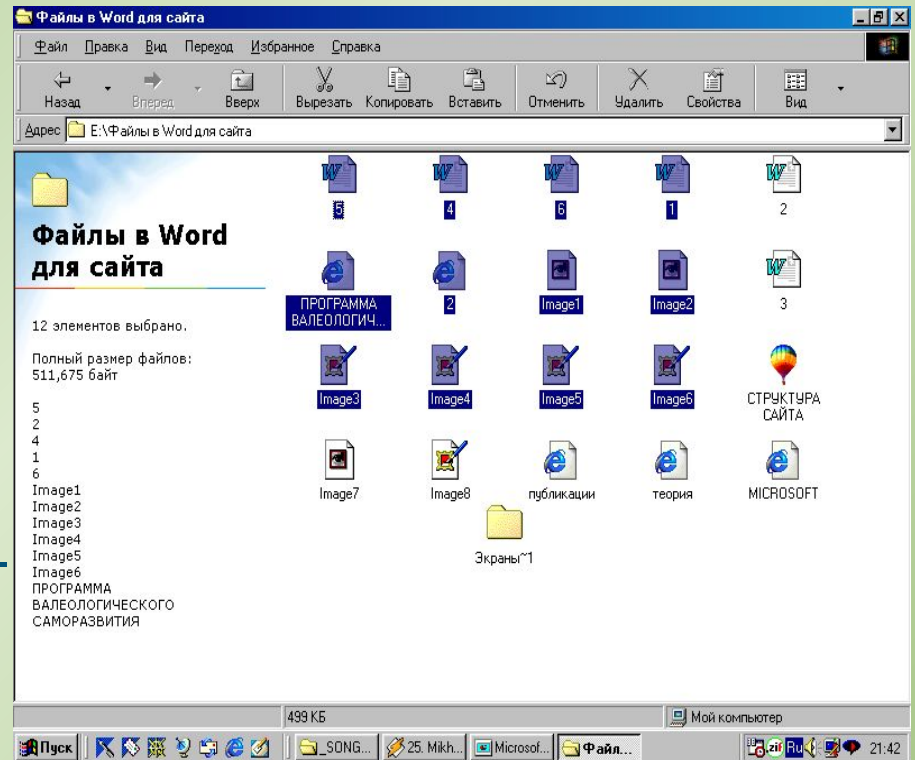 Файлы в Word для сайта
Файл Правка Вид Переход Избранное Справка
Назад Вперед Вверх Вырезать Копировать Вставить Отменить Удалить Свойства Вид
Адрес E:\Файлы в Word для сайта
Файлы в Word
для сайта
12 элементов выбрано.
Полный размер файлов:
511,675 байт
5
2
4
1
6
Image1
Image2
Image3
Image4
Image5
Image6
ПРОГРАММА
ВАЛЕОЛОГИЧЕСКОГО
САМОРАЗВИТИЯ
5 4 6 1 2
ПРОГРАММА
ВАЛЕОЛОГИЧ...
2 Image1 Image2 3
Image3 Image4 Image5 Image6
СТРУКТУРА
САЙТА
Image7 Image8 публикации теория MICROSOFT
Экраны~1
499 КБ Мой компьютер
Пуск _SONG... 25. Mikh... Microsof... Файл... zif Ru 21:42